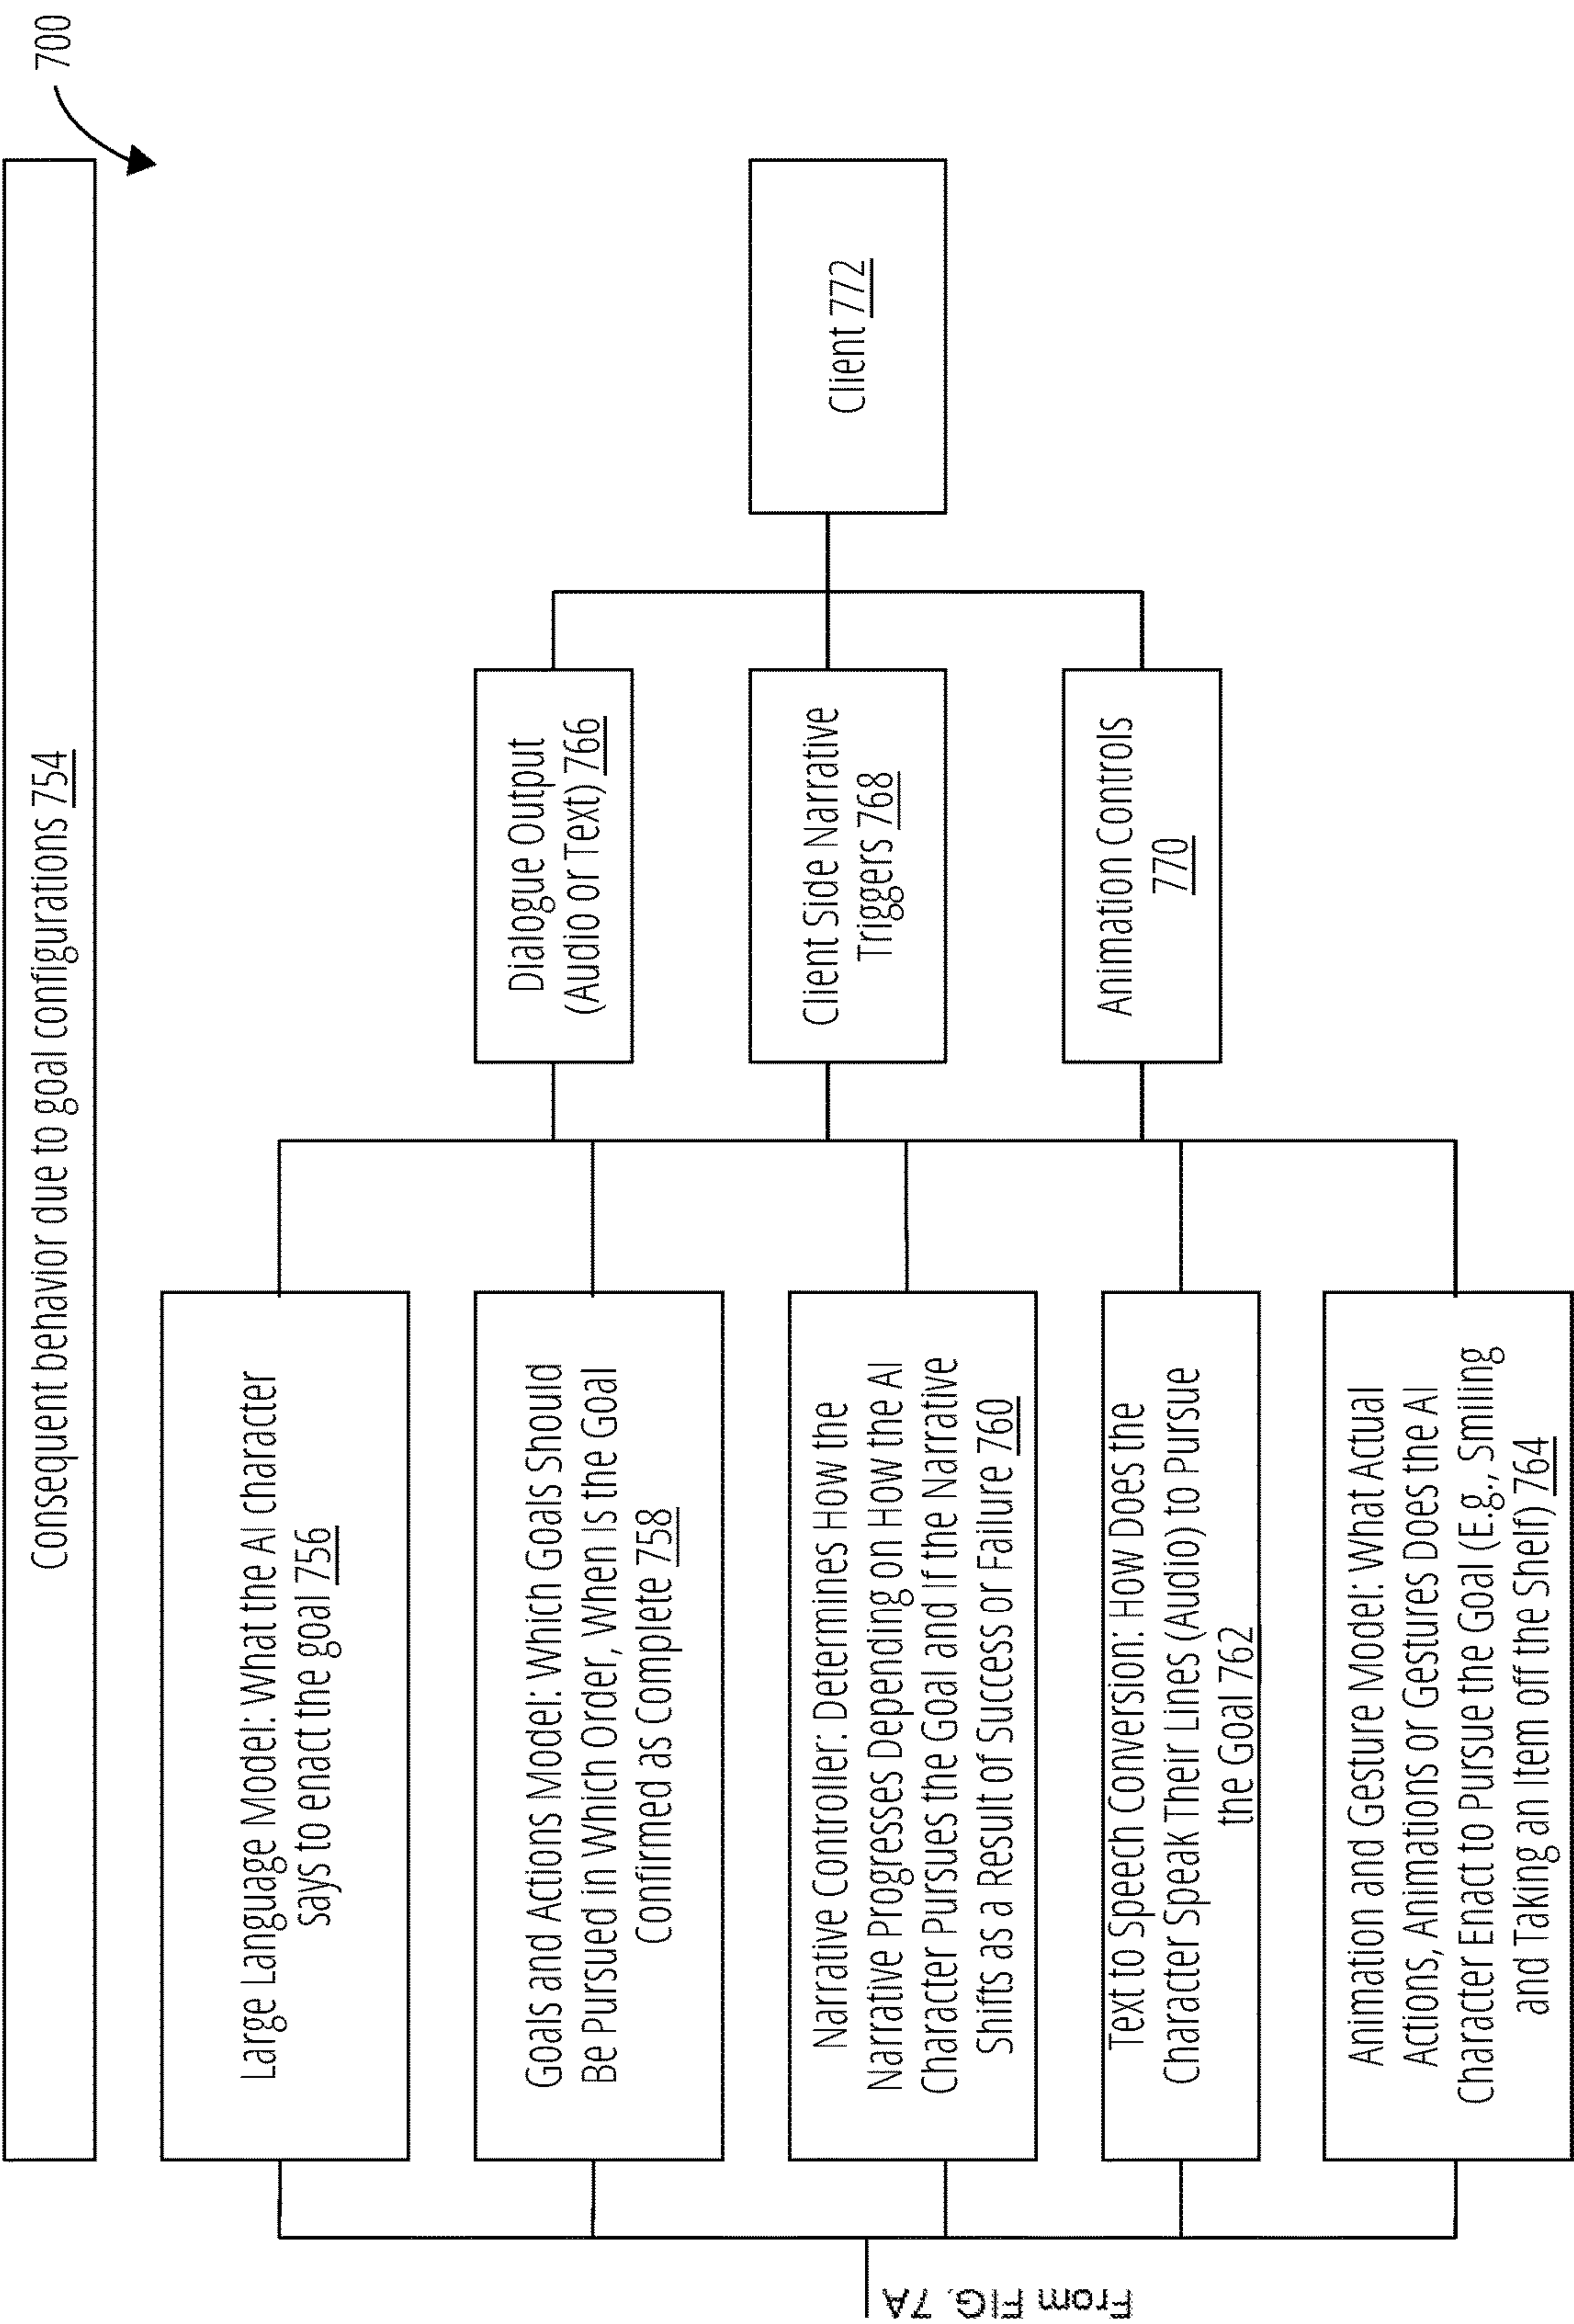 700
Consequent behavior due to goal configurations 754
From FIG. 7A
Large Language Model: What the AI character
says to enact the goal 756
Goals and Actions Model: Which Goals Should
Be Pursued in Which Order, When Is the Goal
Confirmed as Complete 758
Narrative Controller: Determines How the
Narrative Progresses Depending on How the AI
Character Pursues the Goal and If the Narrative
Shifts as a Result of Success or Failure 760
Text to Speech Conversion: How Does the
Character Speak Their Lines (Audio) to Pursue
the Goal 762
Animation and Gesture Model: What Actual
Actions, Animations or Gestures Does the AI
Character Enact to Pursue the Goal (E.g., Smiling
and Taking an Item off the Shelf) 764
Dialogue Output
(Audio or Text) 766
Client Side Narrative
Triggers 768
Animation Controls
770
Client 772